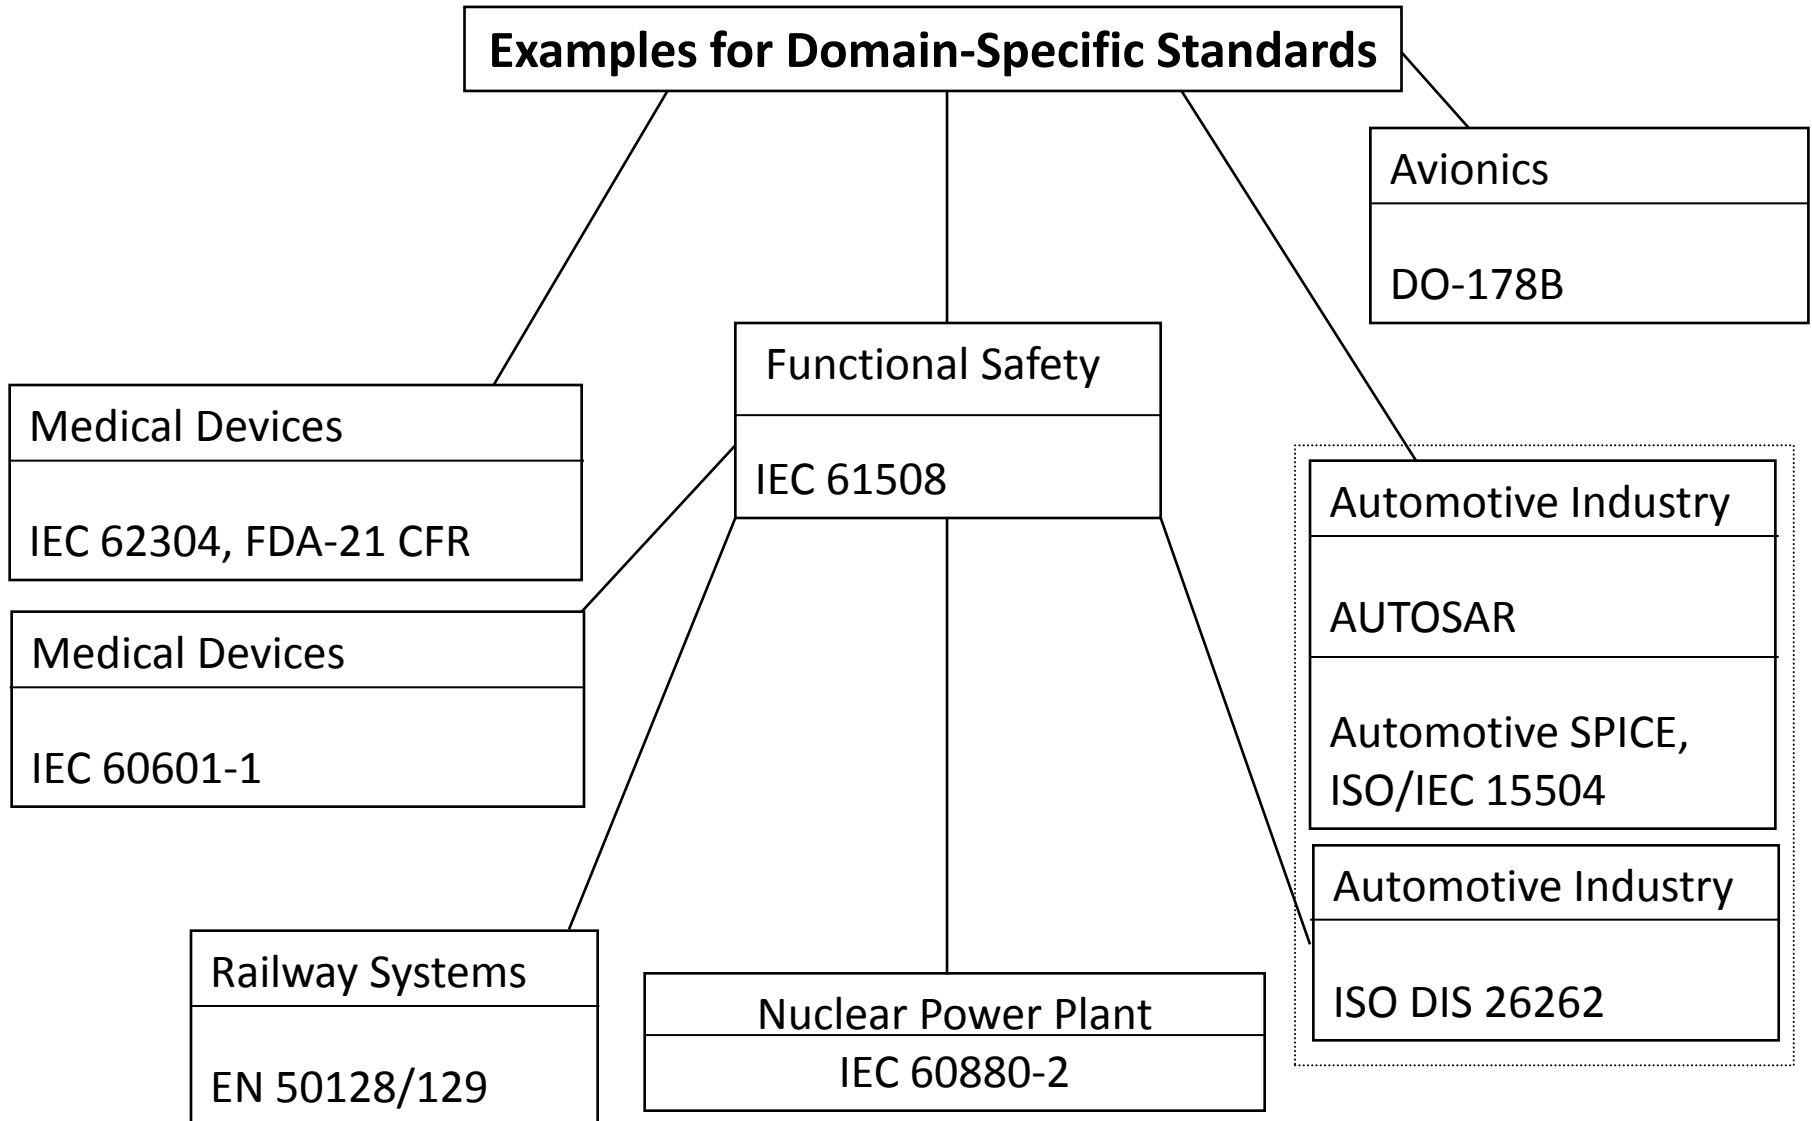 Examples for Domain-Specific Standards
Avionics
DO-178B
Functional Safety
IEC 61508
Medical Devices
IEC 62304, FDA-21 CFR
Medical Devices
IEC 60601-1
Automotive Industry
AUTOSAR
Automotive SPICE,
ISO/IEC 15504
Automotive Industry
ISO DIS 26262
Railway Systems
EN 50128/129
Nuclear Power Plant
IEC 60880-2